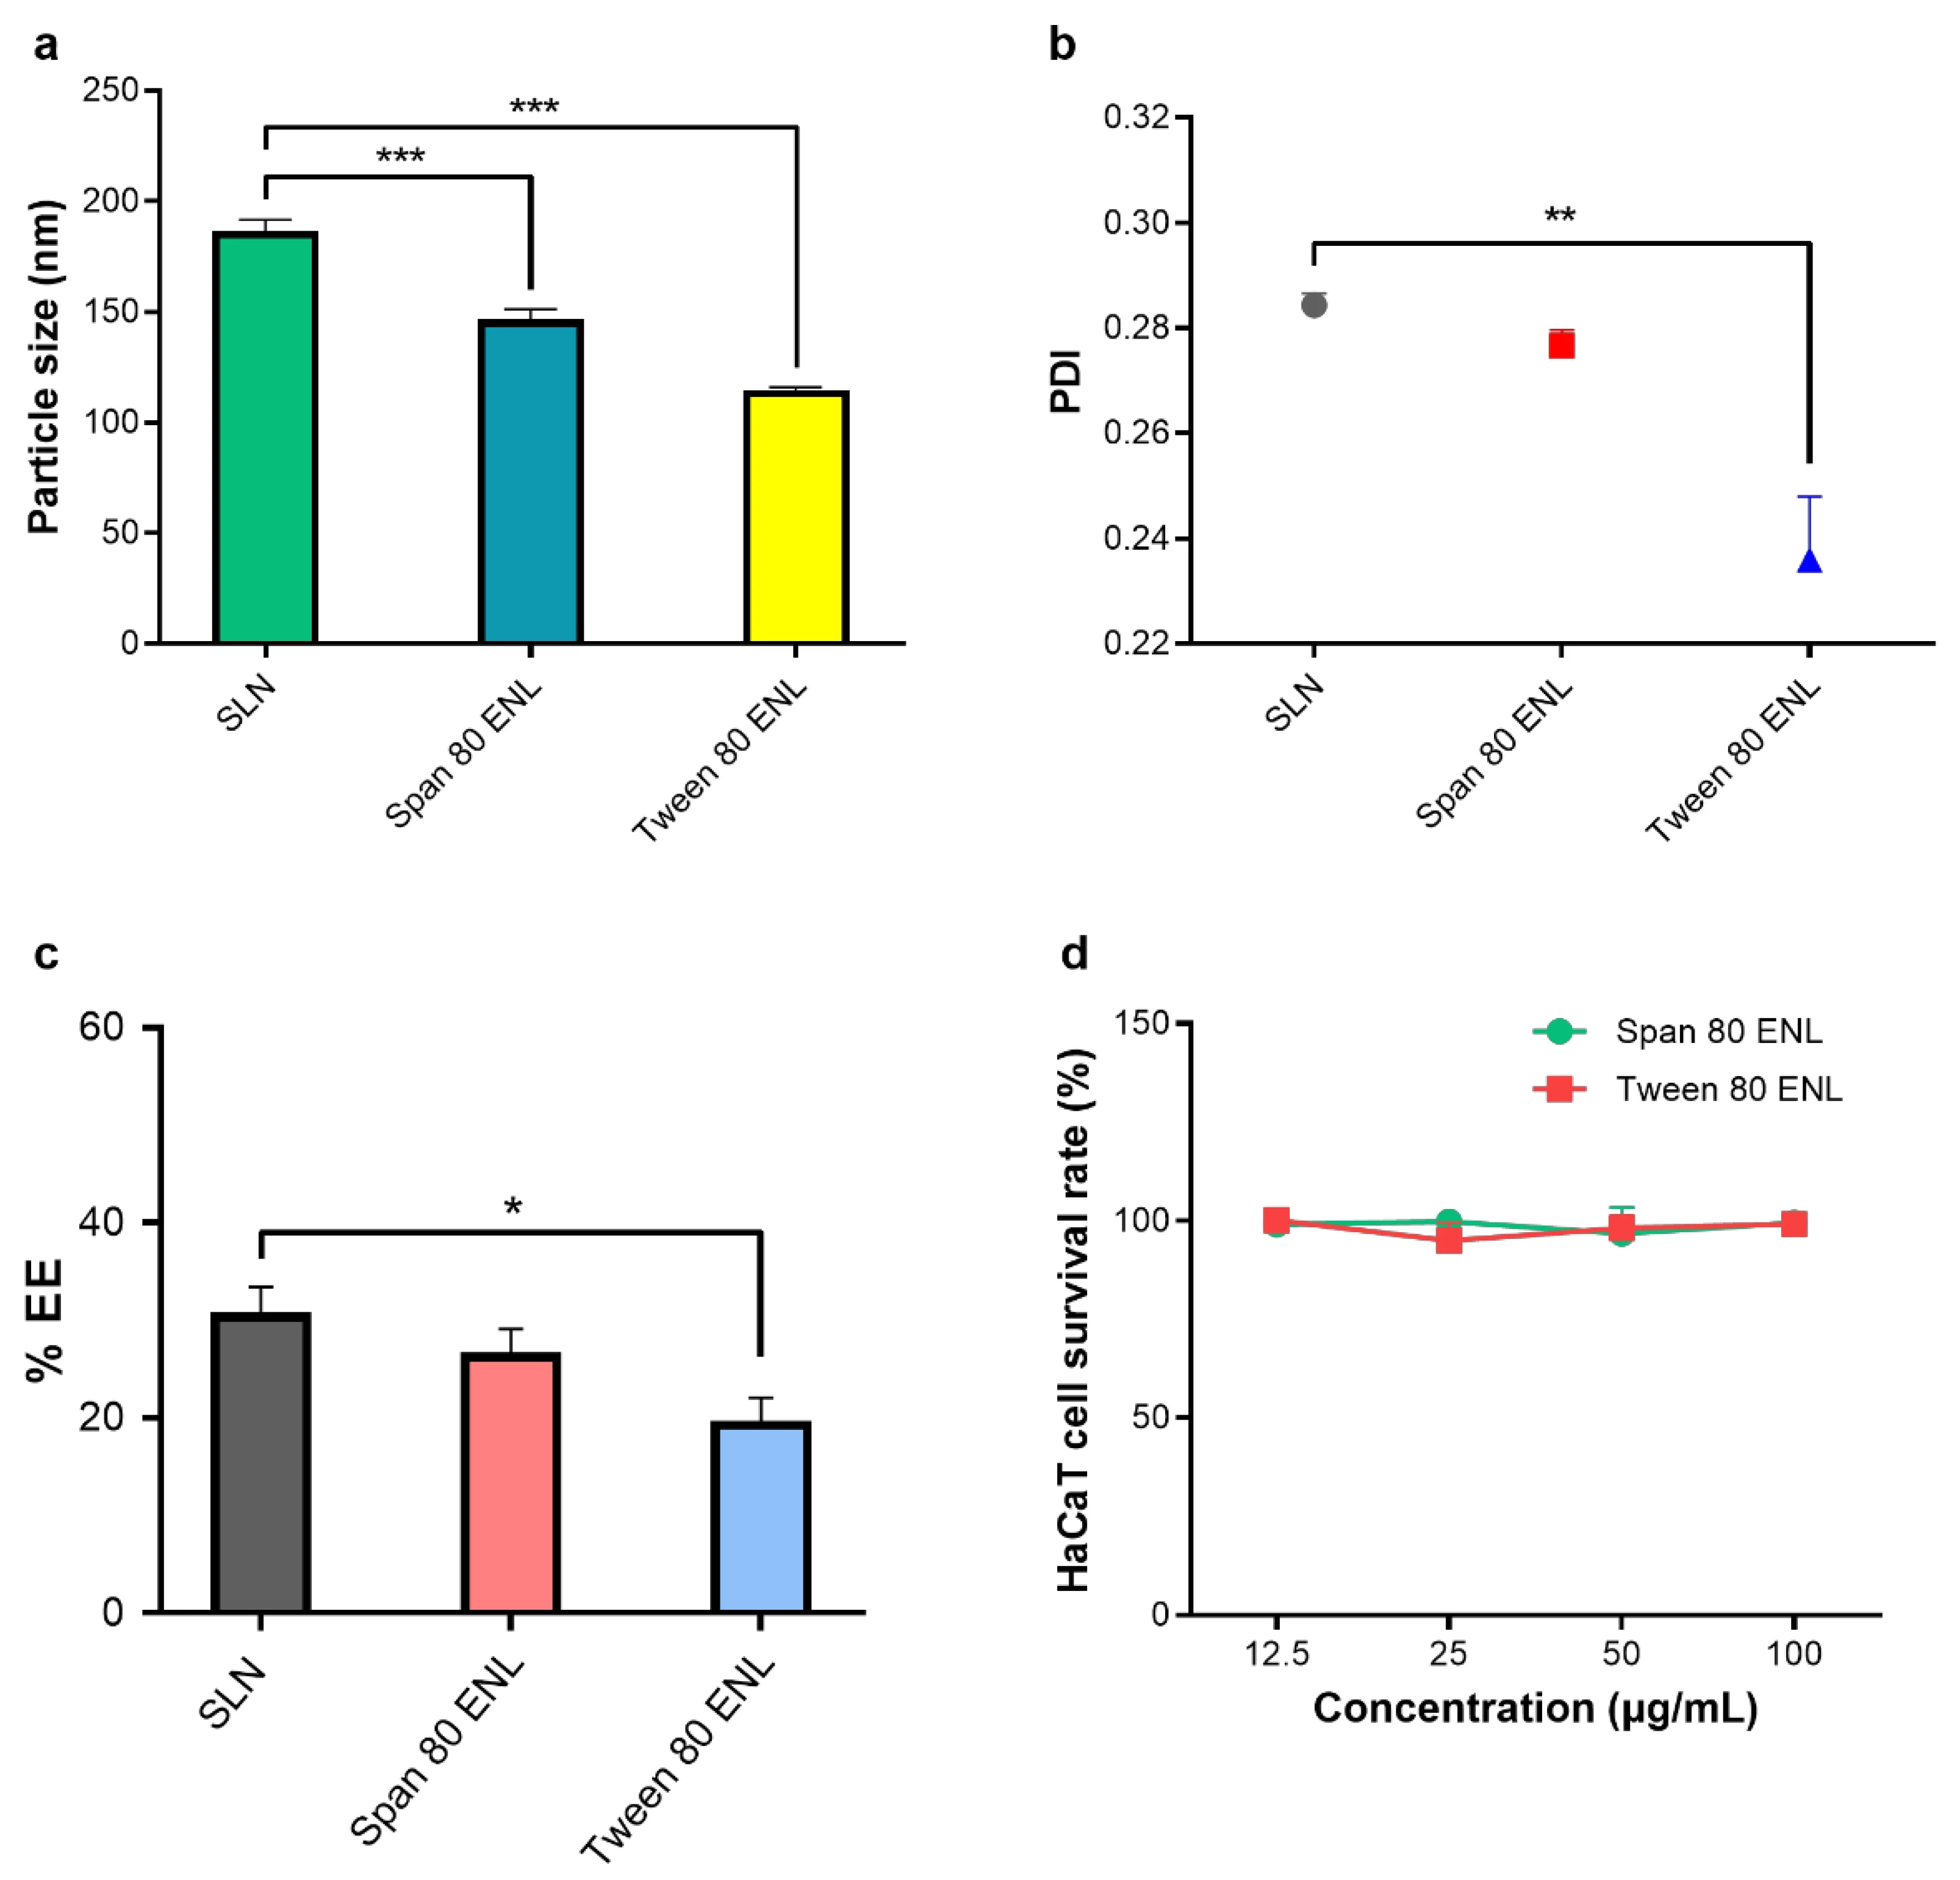 a
250
200
150
100
50
0
Particle size (nm)
***
***
SLN
Span 80 ENL
Tween 80 ENL
b
0.32
0.30
0.28
0.26
0.24
0.22
PDI
**
SLN
Span 80 ENL
Tween 80 ENL
c
60
40
20
0
% EE
*
SLN
Span 80 ENL
Tween 80 ENL
d
150
100
50
0
HaCaT cell survival rate (%)
Span 80 ENL
Tween 80 ENL
12.5 25 50 100
Concentration (μg/mL)